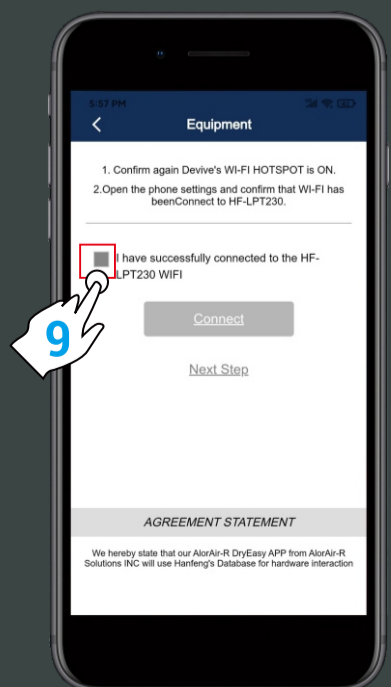 5:57 PM
Equipment
1. Confirm again Devive's WI-FI HOTSPOT is ON.
2.Open the phone settings and confirm that WI-FI has
beenConnect to HF-LPT230.
I have successfully connected to the HF-
LPT230 WIFI
9
Connect
Next Step
AGREEMENT STATEMENT
We hereby state that our AlorAir-R DryEasy APP from AlorAir-R
Solutions INC will use Hanfeng's Database for hardware interaction